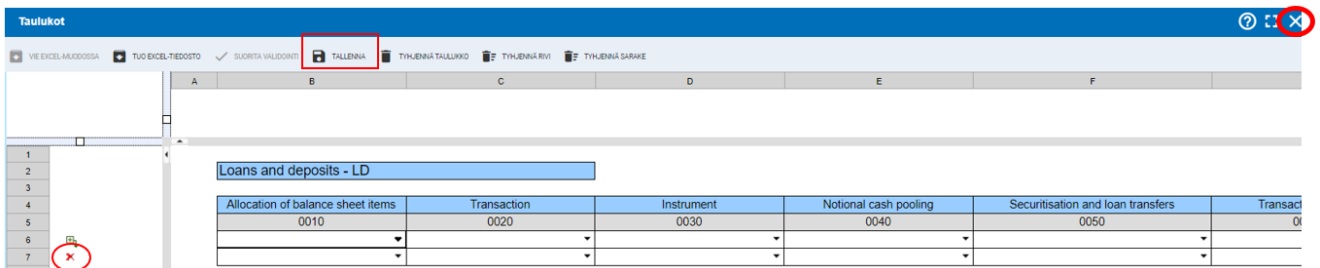 Taulukot
VIE EXCEL-MUODOSSA TUO EXCEL-TIEDOSTO SUORITA VALIDOINTI TALLENNA TYHJENNÄ TAULUKKO TYHJENNÄ RIVI TYHJENNÄ SARAKE
A B C D E F
1
2 Loans and deposits - LD
3
4 Allocation of balance sheet items Transaction Instrument Notional cash pooling Securitisation and loan transfers Transact
5 0010 0020 0030 0040 0050 00
6
7